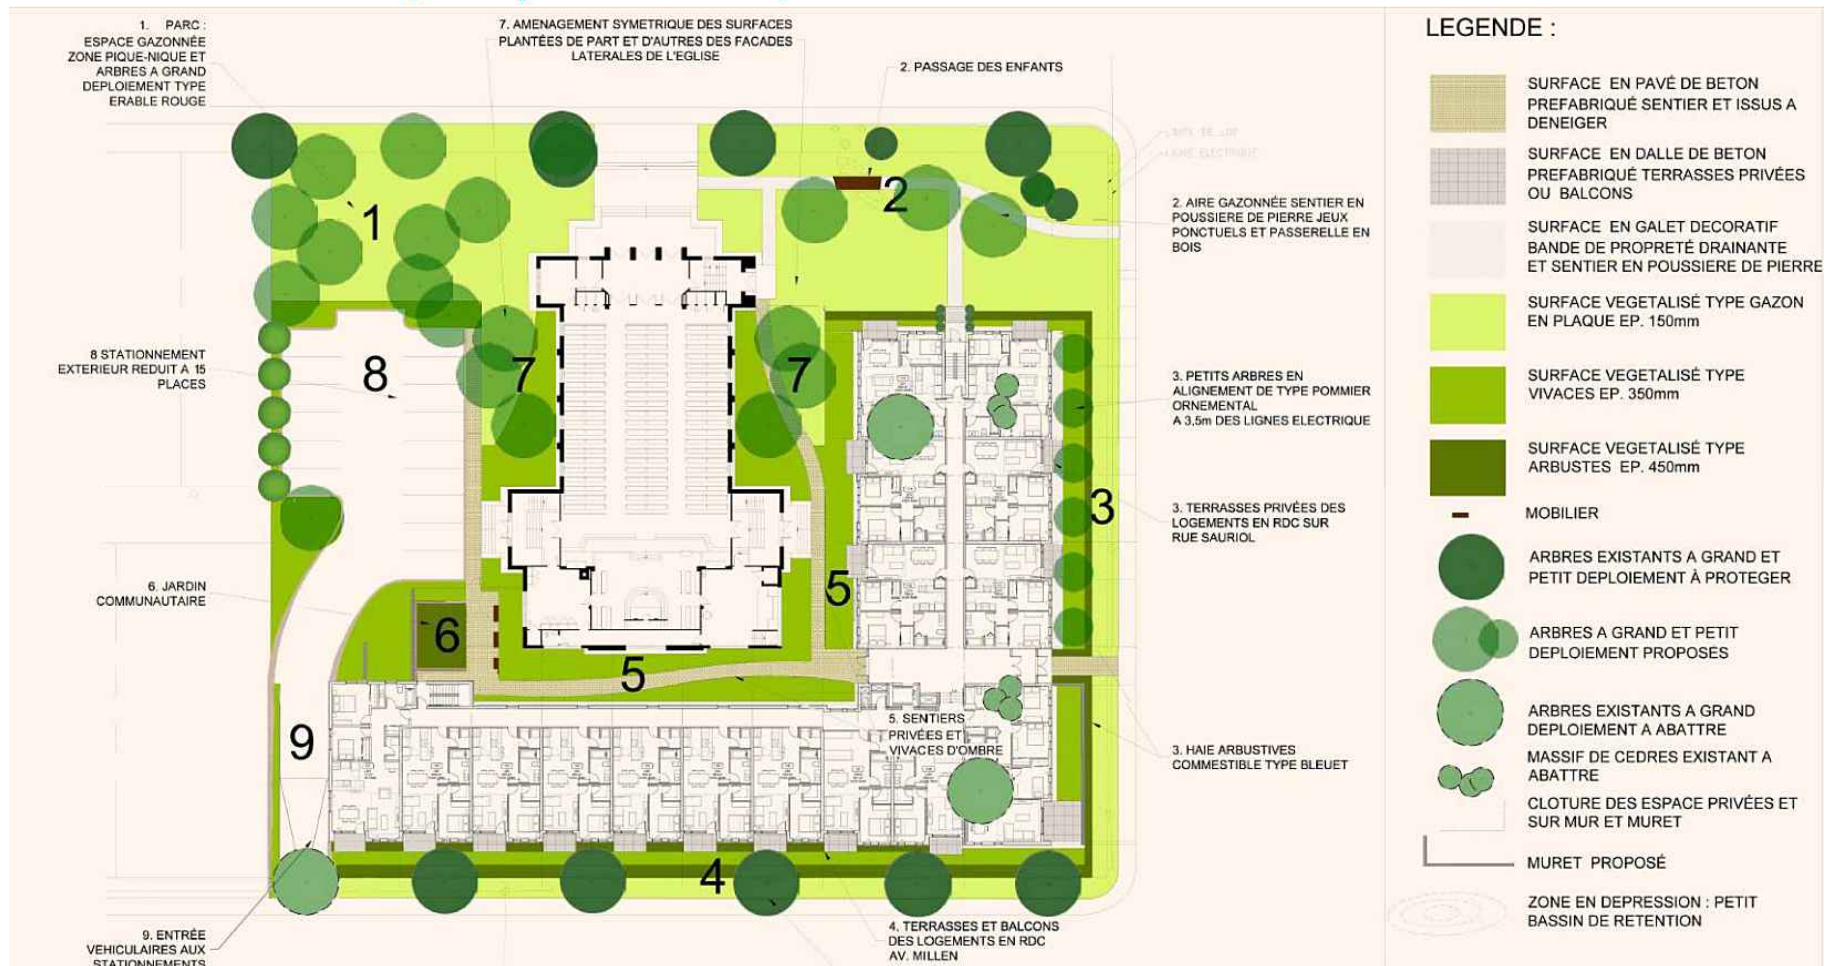 1. PARC :
ESPACE GAZONNÉE
ZONE PIQUE-NIQUE ET
ARBRES A GRAND
DEPLOIEMENT TYPE
ERABLE ROUGE
7. AMENAGEMENT SYMETRIQUE DES SURFACES
PLANTÉES DE PART ET D'AUTRES DES FACADES
LATERALES DE L'EGLISE
2. PASSAGE DES ENFANTS
LIGNE ELECTRIQUE
2. AIRE GAZONNÉE SENTIER EN
POUSSIERE DE PIERRE JEUX
PONCTUELS ET PASSERELLE EN
BOIS
1
2
8 STATIONNEMENT
EXTERIEUR REDUIT A 15
PLACES
8
7
7
3. PETITS ARBRES EN
ALIGNEMENT DE TYPE POMMIER
ORNEMENTAL
A 3,5m DES LIGNES ELECTRIQUE
3
3. TERRASSES PRIVÉES DES
LOGEMENTS EN RDC SUR
RUE SAURIOL
6. JARDIN
COMMUNAUTAIRE
5
6
5
9
5. SENTIERS
PRIVÉES ET
VIVACES D'OMBRE
3. HAIE ARBUSTIVES
COMMESTIBLE TYPE BLEUET
4
9. ENTRÉE
VEHICULAIRES AUX
STATIONNEMENTS
4. TERRASSES ET BALCONS
DES LOGEMENTS EN RDC
AV. MILLEN
LEGENDE :
SURFACE EN PAVÉ DE BETON
PREFABRIQUÉ SENTIER ET ISSUS A
DENEIGER
SURFACE EN DALLE DE BETON
PREFABRIQUÉ TERRASSES PRIVÉES
OU BALCONS
SURFACE EN GALET DECORATIF
BANDE DE PROPRETÉ DRAINANTE
ET SENTIER EN POUSSIERE DE PIERRE
SURFACE VEGETALISÉ TYPE GAZON
EN PLAQUE EP. 150mm
SURFACE VEGETALISÉ TYPE
VIVACES EP. 350mm
SURFACE VEGETALISÉ TYPE
ARBUSTES EP. 450mm
MOBILIER
ARBRES EXISTANTS A GRAND ET
PETIT DEPLOIEMENT À PROTEGER
ARBRES A GRAND ET PETIT
DEPLOIEMENT PROPOSÉS
ARBRES EXISTANTS A GRAND
DEPLOIEMENT A ABATTRE
MASSIF DE CEDRES EXISTANT A
ABATTRE
CLOTURE DES ESPACE PRIVÉES ET
SUR MUR ET MURET
MURET PROPOSÉ
ZONE EN DEPRESSION : PETIT
BASSIN DE RETENTION